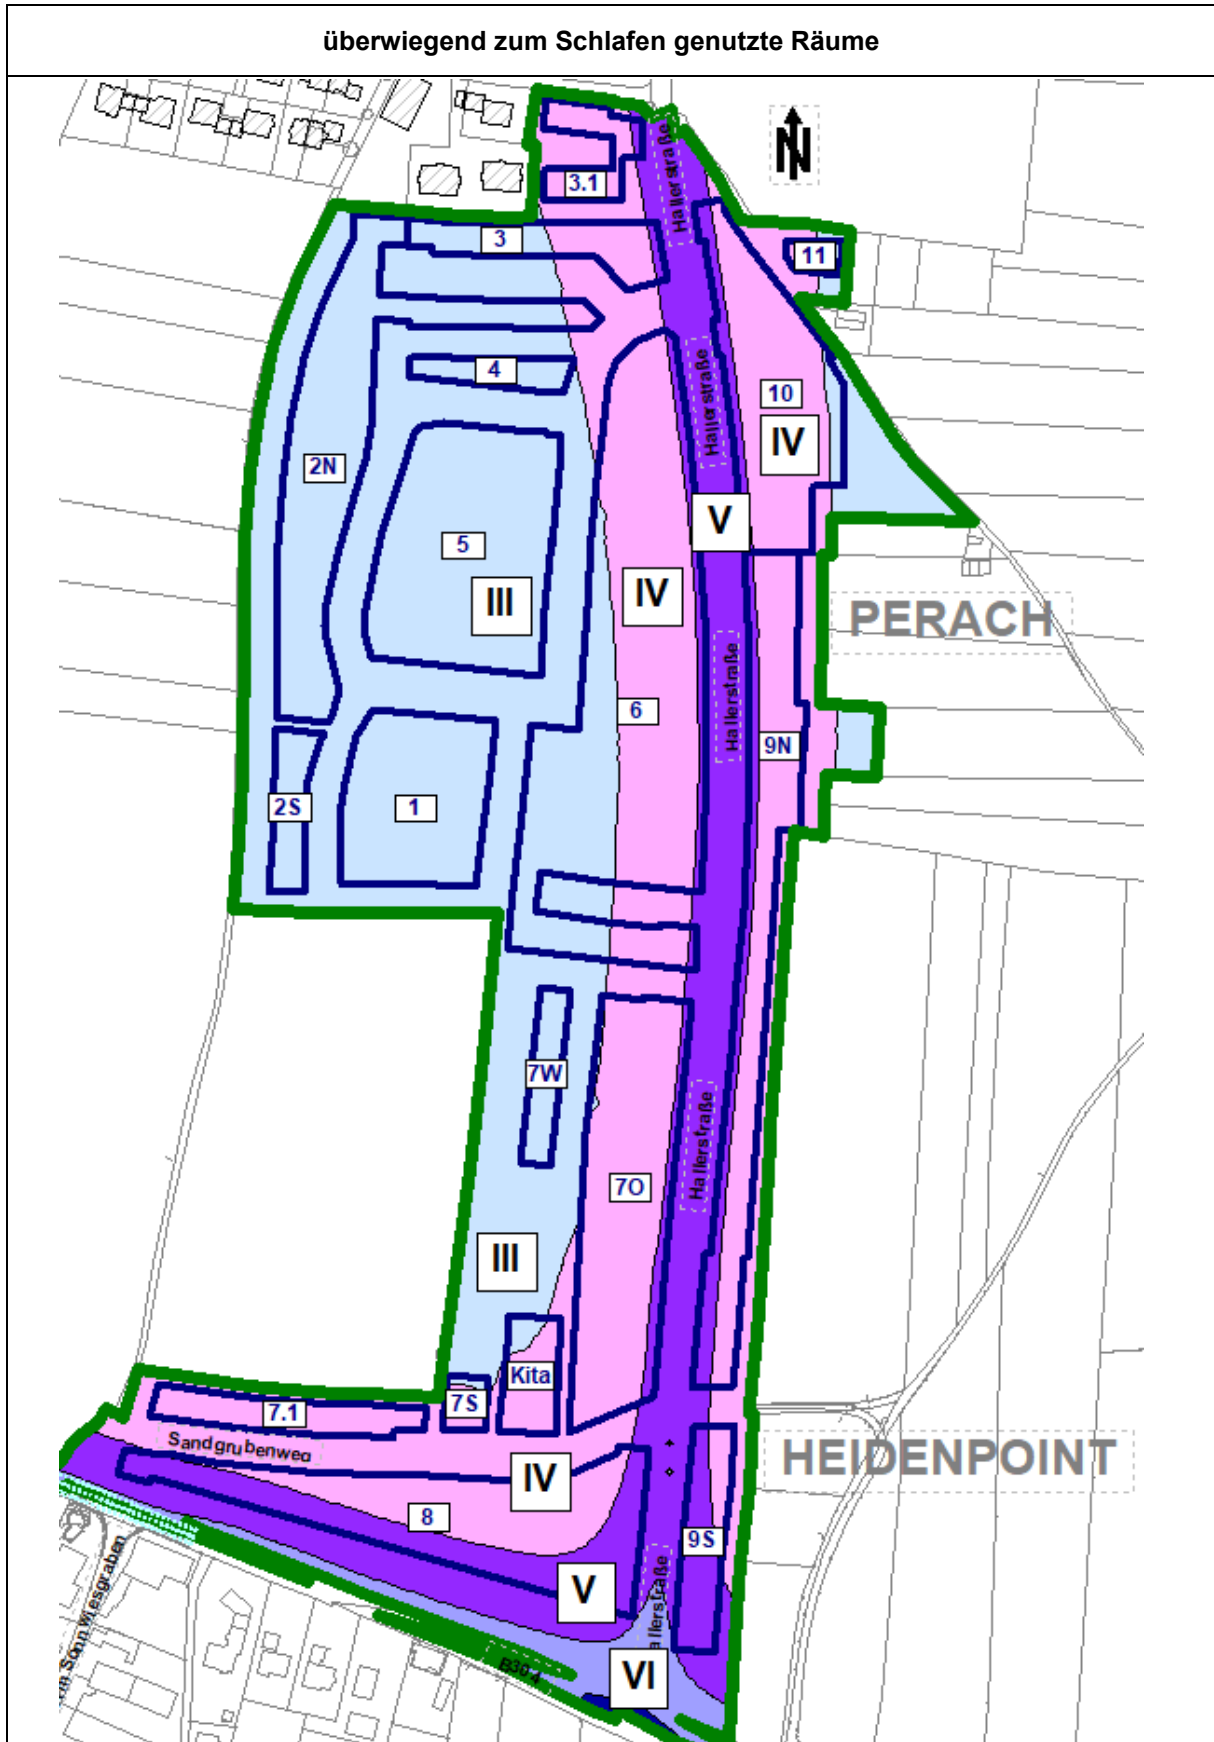 überwiegend zum Schlafen genutzte Räume
N
Hallerstraße
3.1
3
11
4
Hallerstraße
10
IV
2N
V
5
III
IV
PERACH
6
Hallerstraße
9N
2S
1
7W
Hallerstraße
7O
III
Kita
7S
7.1
Sandgrubenweg
HEIDENPOINT
IV
8
9S
V
allerstraße
Sonnwiesgraben
B304
VI